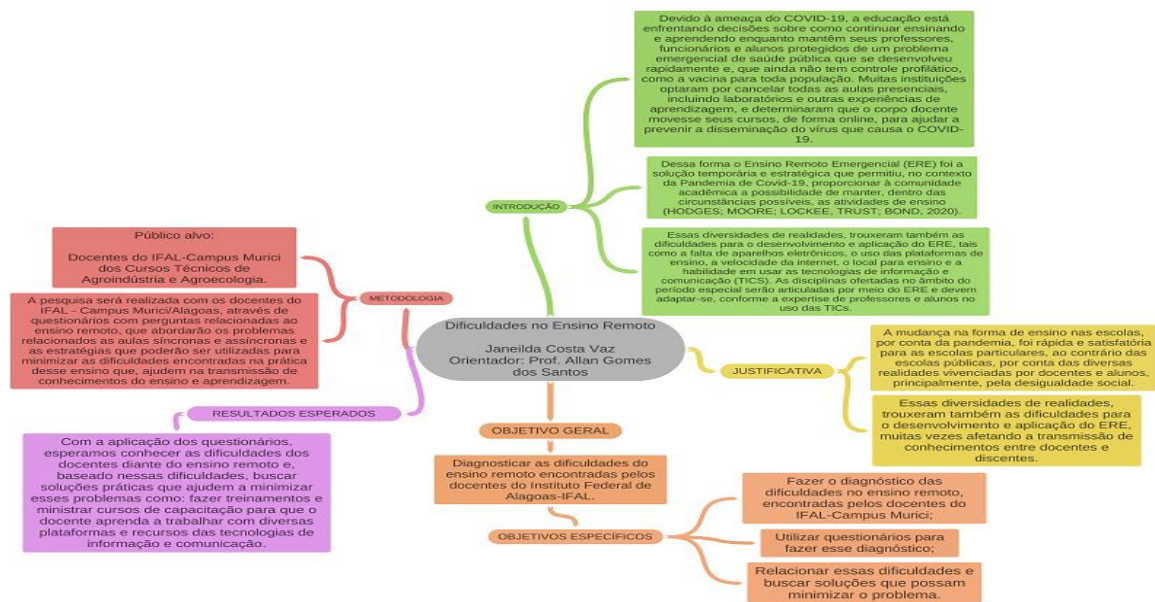 Dificuldades no Ensino Remoto
Janeilda Costa Vaz
Orientador: Prof. Allan Gomes
dos Santos
INTRODUÇÃO
Devido à ameaça do COVID-19, a educação está
enfrentando decisões sobre como continuar ensinando
e aprendendo enquanto mantêm seus professores,
funcionários e alunos protegidos de um problema
emergencial de saúde pública que se desenvolveu
rapidamente e, que ainda não tem controle profilático,
como a vacina para toda população. Muitas instituições
optaram por cancelar todas as aulas presenciais,
incluindo laboratórios e outras experiências de
aprendizagem, e determinaram que o corpo docente
movesse seus cursos, de forma online, para ajudar a
prevenir a disseminação do vírus que causa o COVID-
19.
Dessa forma o Ensino Remoto Emergencial (ERE) foi a
solução temporária e estratégica que permitiu, no contexto
da Pandemia de Covid-19, proporcionar à comunidade
acadêmica a possibilidade de manter, dentro das
circunstâncias possíveis, as atividades de ensino
(HODGES; MOORE; LOCKEE, TRUST; BOND, 2020).
Essas diversidades de realidades, trouxeram também as
dificuldades para o desenvolvimento e aplicação do ERE, tais
como a falta de aparelhos eletrônicos, o uso das plataformas de
ensino, a velocidade da internet, o local para ensino e a
habilidade em usar as tecnologias de informação e
comunicação (TICS). As disciplinas ofertadas no âmbito do
período especial serão articuladas por meio do ERE e devem
adaptar-se, conforme a expertise de professores e alunos no
uso das TICs.
JUSTIFICATIVA
A mudança na forma de ensino nas escolas,
por conta da pandemia, foi rápida e satisfatória
para as escolas particulares, ao contrário das
escolas públicas, por conta das diversas
realidades vivenciadas por docentes e alunos,
principalmente, pela desigualdade social.
Essas diversidades de realidades,
trouxeram também as dificuldades para
o desenvolvimento e aplicação do ERE,
muitas vezes afetando a transmissão de
conhecimentos entre docentes e
discentes.
OBJETIVO GERAL
Diagnosticar as dificuldades do
ensino remoto encontradas pelos
docentes do Instituto Federal de
Alagoas-IFAL.
OBJETIVOS ESPECÍFICOS
Fazer o diagnóstico das
dificuldades no ensino remoto,
encontradas pelos docentes do
IFAL-Campus Murici;
Utilizar questionários para
fazer esse diagnóstico;
Relacionar essas dificuldades e
buscar soluções que possam
minimizar o problema.
METODOLOGIA
Público alvo:
Docentes do IFAL-Campus Murici
dos Cursos Técnicos de
Agroindústria e Agroecologia.
A pesquisa será realizada com os docentes do
IFAL - Campus Murici/Alagoas, através de
questionários com perguntas relacionadas ao
ensino remoto, que abordarão os problemas
relacionados as aulas síncronas e assíncronas e
as estratégias que poderão ser utilizadas para
minimizar as dificuldades encontradas na prática
desse ensino que, ajudem na transmissão de
conhecimentos do ensino e aprendizagem.
RESULTADOS ESPERADOS
Com a aplicação dos questionários,
esperamos conhecer as dificuldades dos
docentes diante do ensino remoto e,
baseado nessas dificuldades, buscar
soluções práticas que ajudem a minimizar
esses problemas como: fazer treinamentos e
ministrar cursos de capacitação para que o
docente aprenda a trabalhar com diversas
plataformas e recursos das tecnologias de
informação e comunicação.